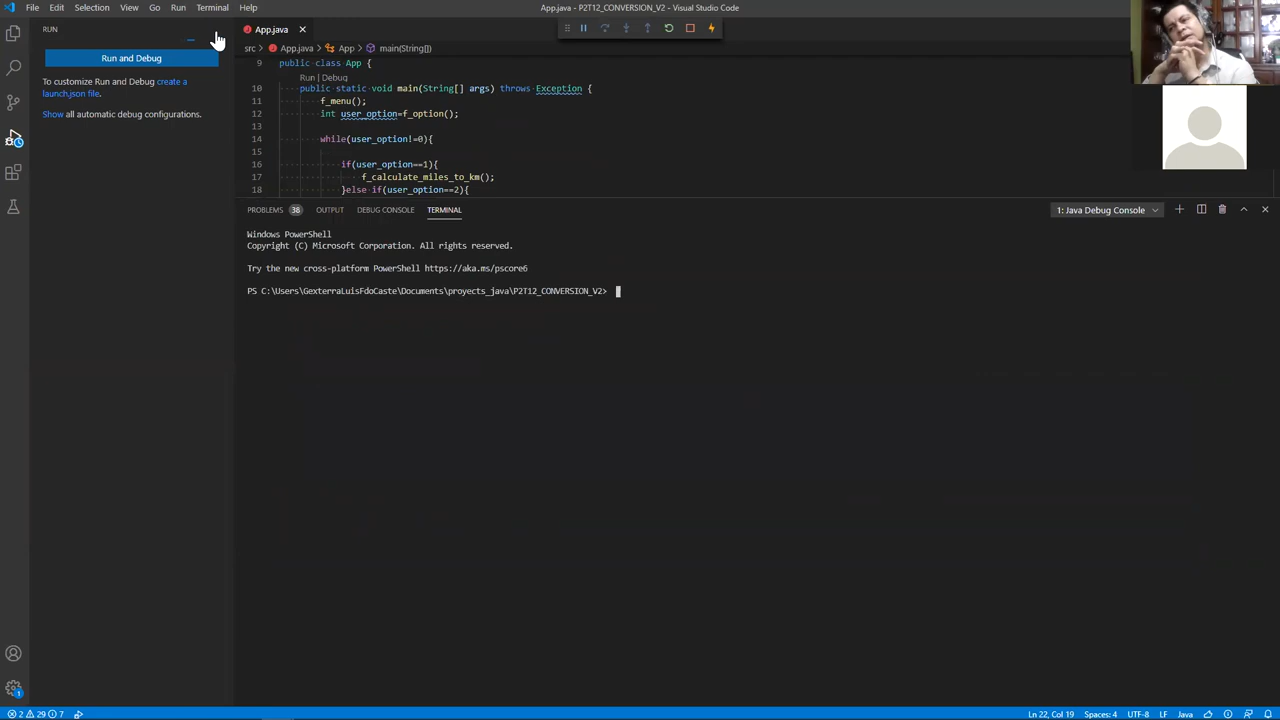 File Edit Selection View Go Run Terminal Help
App.java - P2T12_CONVERSION_V2 - Visual Studio Code
RUN
Run and Debug
To customize Run and Debug create a
launch.json file.
Show all automatic debug configurations.
App.java
src > App.java > App > main(String[])
9 public class App {
Run | Debug
10 public static void main(String[] args) throws Exception {
11 f_menu();
12 int user_option=f_option();
13
14 while(user_option!=0){
15
16 if(user_option==1){
17 f_calculate_miles_to_km();
18 }else if(user_option==2){
PROBLEMS 38 OUTPUT DEBUG CONSOLE TERMINAL
1: Java Debug Console
Windows PowerShell
Copyright (C) Microsoft Corporation. All rights reserved.
Try the new cross-platform PowerShell https://aka.ms/pscore6
PS C:\Users\GexterraLuisFdoCaste\Documents\proyects_java\P2T12_CONVERSION_V2>
1
2 29 7
Ln 22, Col 19 Spaces: 4 UTF-8 LF Java